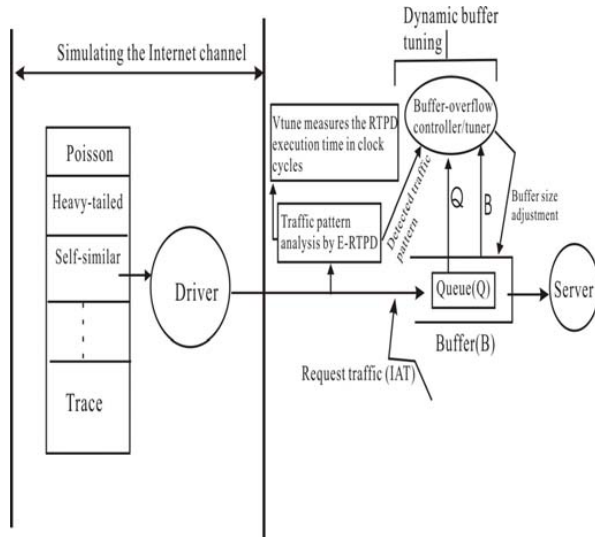 Dynamic buffer
tuning
Simulating the Internet channel
Poisson
Heavy-tailed
Self-similar
Trace
Driver
Vtune measures the RTPD
execution time in clock
cycles
Traffic pattern
analysis by E-RTPD
Detected traffic
pattern
Buffer-overflow
controller/tuner
Q
B
Buffer size
adjustment
Queue(Q)
Buffer(B)
Server
Request traffic (IAT)